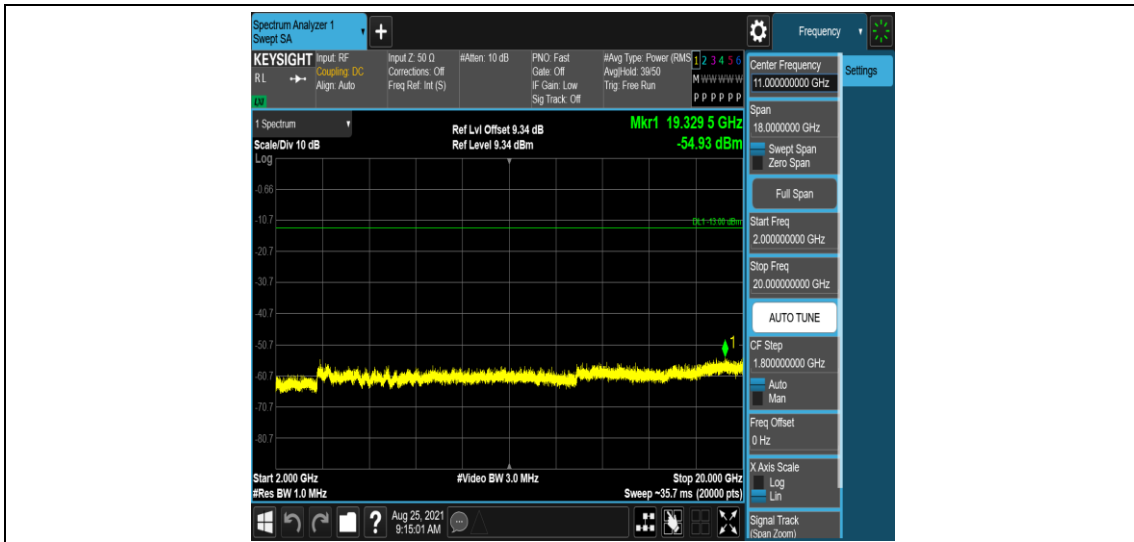 Spectrum Analyzer 1
Swept SA
+
Frequency
KEYSIGHT
RL
LXI
Input: RF
Coupling: DC
Align: Auto
Input Z: 50 Ω
Corrections: Off
Freq Ref: Int (S)
#Atten: 10 dB
PNO: Fast
Gate: Off
IF Gain: Low
Sig Track: Off
#Avg Type: Power (RMS
Avg|Hold: 39/50
Trig: Free Run
1 2 3 4 5 6
M W W W W W
P P P P P P
1 Spectrum
Scale/Div 10 dB
Log
Ref Lvl Offset 9.34 dB
Ref Level 9.34 dBm
Mkr1 19.329 5 GHz
-54.93 dBm
-0.66
-10.7
DL1 -13.00 dBm
-20.7
-30.7
-40.7
-50.7
1
-60.7
-70.7
-80.7
Start 2.000 GHz
#Res BW 1.0 MHz
#Video BW 3.0 MHz
Stop 20.000 GHz
Sweep ~35.7 ms (20000 pts)
Center Frequency
11.000000000 GHz
Settings
Span
18.0000000 GHz
Swept Span
Zero Span
Full Span
Start Freq
2.000000000 GHz
Stop Freq
20.000000000 GHz
AUTO TUNE
CF Step
1.800000000 GHz
Auto
Man
Freq Offset
0 Hz
X Axis Scale
Log
Lin
Signal Track
(Span Zoom)
?
Aug 25, 2021
9:15:01 AM